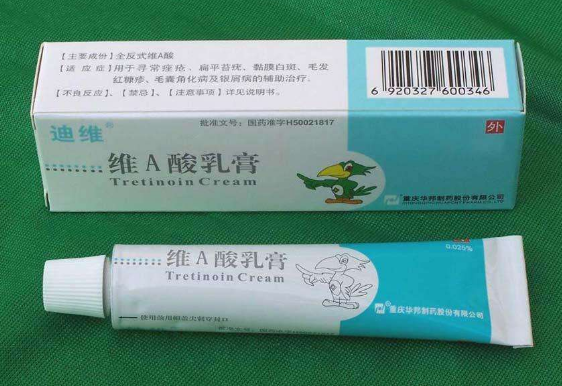 【主要成份】全反式维A酸
【适应症】用于寻常痤疮、扁平苔藓、黏膜白斑、毛发
红糠疹、毛囊角化病及银屑病的辅助治疗。
【不良反应】、【禁忌】、【注意事项】详见说明书。
6 920327 600346
批准文号：国药准字H50021817
迪维
外
维A酸乳膏
Tretinoin Cream
重庆华邦制药股份有限公司
维A酸乳膏
Tretinoin Cream
0.025%
重庆华邦制药股份有限公司